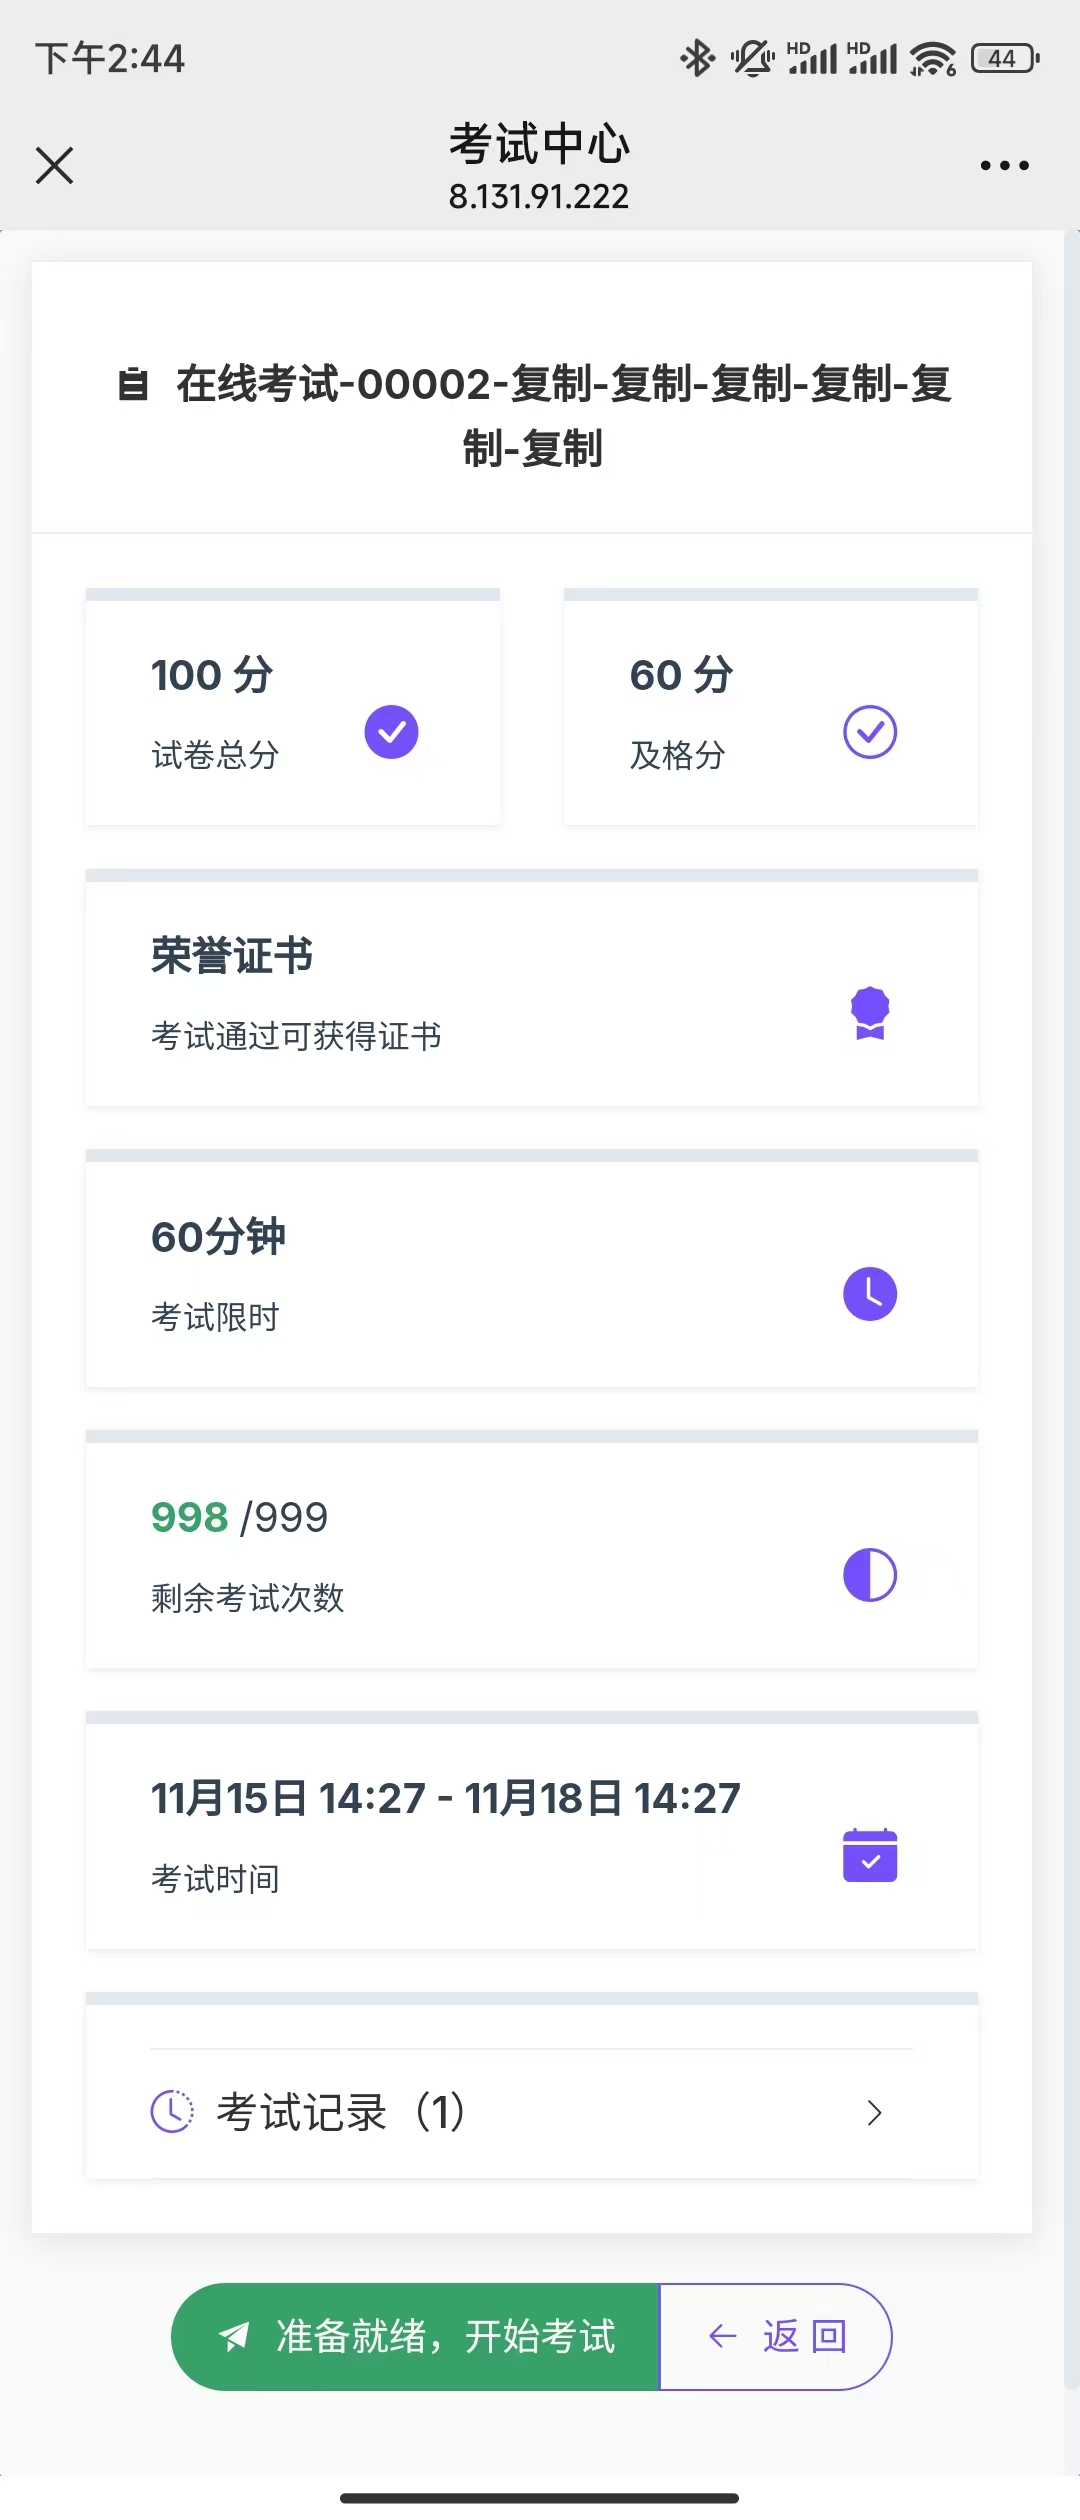 下午2:44
HD HD 6 44
考试中心
8.131.91.222
在线考试-00002-复制-复制-复制-复制-复
制-复制
100 分
试卷总分
60 分
及格分
荣誉证书
考试通过可获得证书
60分钟
考试限时
998 /999
剩余考试次数
11月15日 14:27 - 11月18日 14:27
考试时间
考试记录（1）
准备就绪，开始考试
返 回